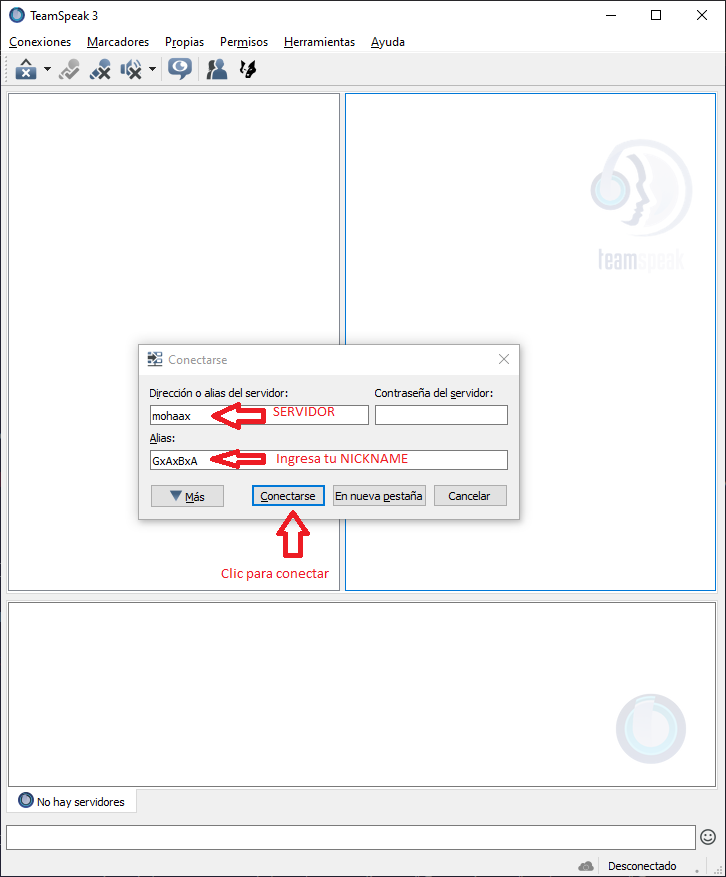 TeamSpeak 3
Conexiones Marcadores Propias Permisos Herramientas Ayuda
teamspeak
Conectarse
Dirección o alias del servidor: Contraseña del servidor:
mohaax SERVIDOR
Alias:
GxAxBxA Ingresa tu NICKNAME
Más Conectarse En nueva pestaña Cancelar
Clic para conectar
No hay servidores
Desconectado